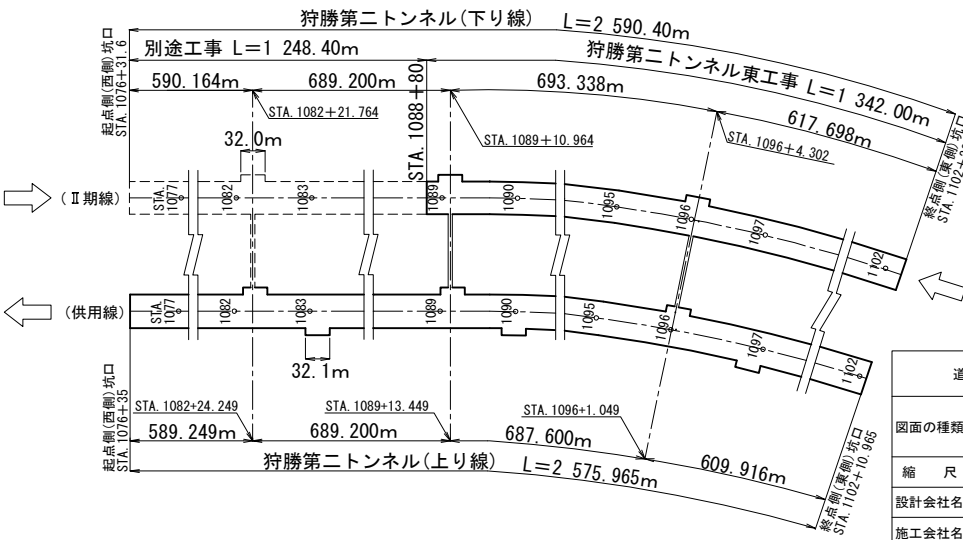 狩勝第二トンネル(下り線) L=2 590.40m
別途工事 L=1 248.40m
狩勝第二トンネル東工事 L=1 342.00m
590.164m
689.200m
693.338m
617.698m
起点側(西側)坑口
STA. 1076+31.6
STA. 1082+21.764
STA. 1088+80
STA. 1089+10.964
STA. 1096+4.302
終点側(東側)坑口
32.0m
(Ⅱ期線)
STA. 1077
1082
1083
1089
1090
1095
1096
1097
1102
(供用線)
STA. 1077
1082
1083
1089
1090
1095
1096
1097
1102
32.1m
起点側(西側)坑口
STA. 1076+35
STA. 1082+24.249
STA. 1089+13.449
STA. 1096+1.049
589.249m
689.200m
687.600m
609.916m
狩勝第二トンネル(上り線) L=2 575.965m
終点側(東側)坑口
STA. 1102+10.965
道
図面の種類
縮 尺
設計会社名
施工会社名